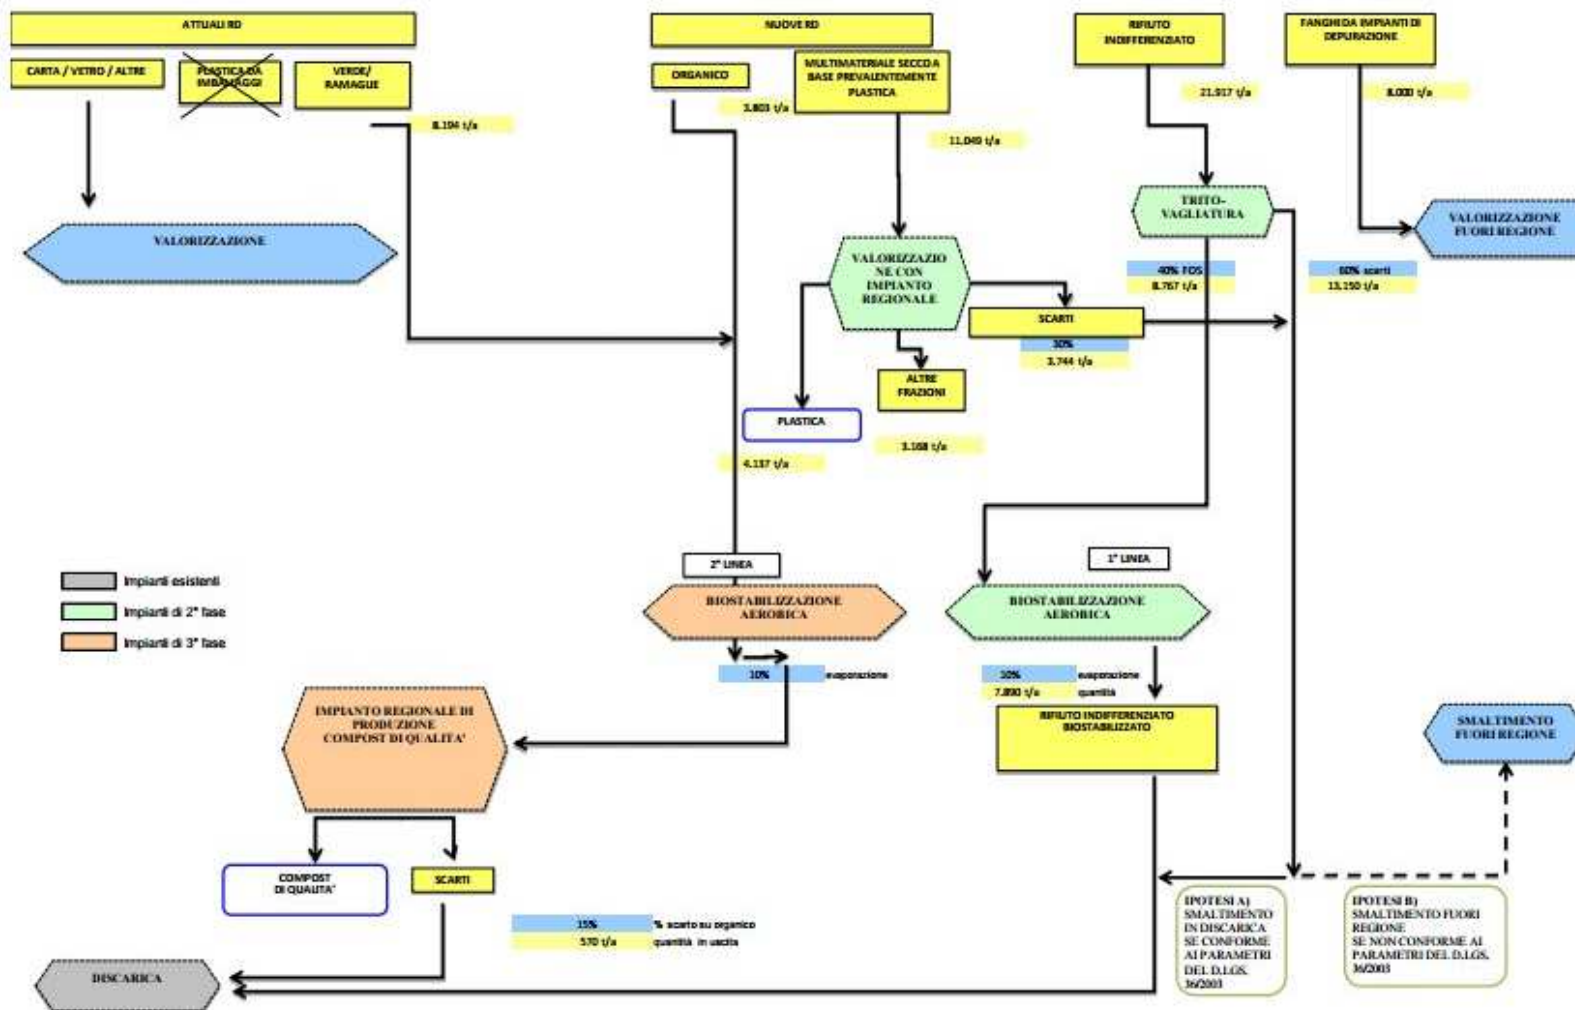 ATTUALI RD
NUOVE RD
RIFIUTO
INDIFFERENZIATO
FANGHI DA IMPIANTI DI
DEPURAZIONE
CARTA / VETRO / ALTRE
PLASTICA DA
IMBALLAGGI
VERDE/
RAMAGLIE
ORGANICO
MULTIMATERIALE SECCO A
BASE PREVALENTEMENTE
PLASTICA
8.194 t/a
3.803 t/a
11.049 t/a
21.917 t/a
8.000 t/a
VALORIZZAZIONE
VALORIZZAZIO
NE CON
IMPIANTO
REGIONALE
TRITO-
VAGLIATURA
VALORIZZAZIONE
FUORI REGIONE
40% FOS
8.767 t/a
60% scarti
13.150 t/a
SCARTI
30%
3.744 t/a
ALTRE
FRAZIONI
PLASTICA
3.168 t/a
4.137 t/a
2° LINEA
1° LINEA
Impianti esistenti
Impianti di 2° fase
Impianti di 3° fase
BIOSTABILIZZAZIONE
AEROBICA
BIOSTABILIZZAZIONE
AEROBICA
10% evaporazione
10% evaporazione
7.890 t/a quantità
RIFIUTO INDIFFERENZIATO
BIOSTABILIZZATO
IMPIANTO REGIONALE DI
PRODUZIONE
COMPOST DI QUALITA'
SMALTIMENTO
FUORI REGIONE
COMPOST
DI QUALITA'
SCARTI
15% % scarto su organico
570 t/a quantità in uscita
IPOTESI A)
SMALTIMENTO
IN DISCARICA
SE CONFORME
AI PARAMETRI
DEL D.LGS.
36/2003
IPOTESI B)
SMALTIMENTO FUORI
REGIONE
SE NON CONFORME AI
PARAMETRI DEL D.LGS.
36/2003
DISCARICA